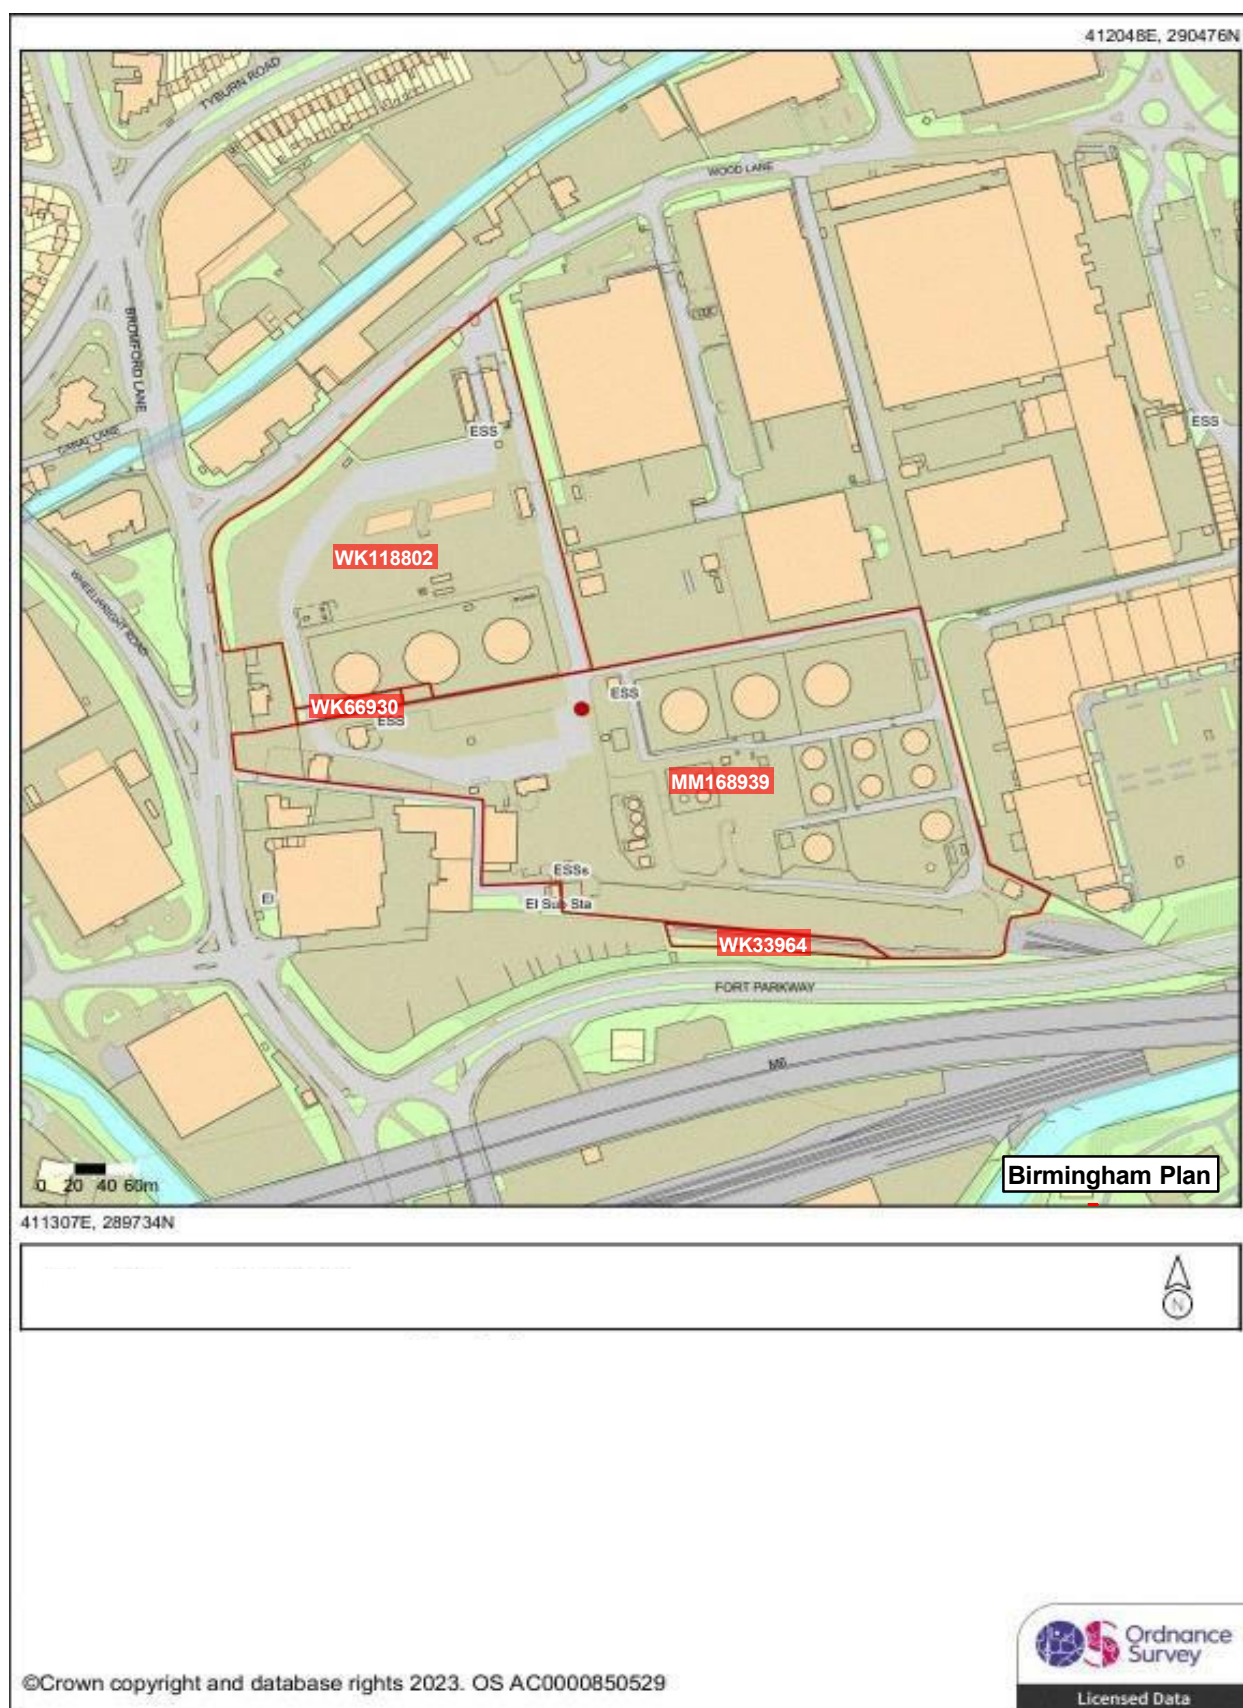 412048E, 290476N
TYBURN ROAD
WOOD LANE
BROMFORD LANE
CANAL LANE
ESS
ESS
WHEELWRIGHT ROAD
WK118802
ESS
WK66930
ESS
MM168939
ESSs
El
El Sub Sta
WK33964
FORT PARKWAY
M6
0 20 40 60m
Birmingham Plan
411307E, 289734N
N
©Crown copyright and database rights 2023. OS AC0000850529
Ordnance
Survey
Licensed Data